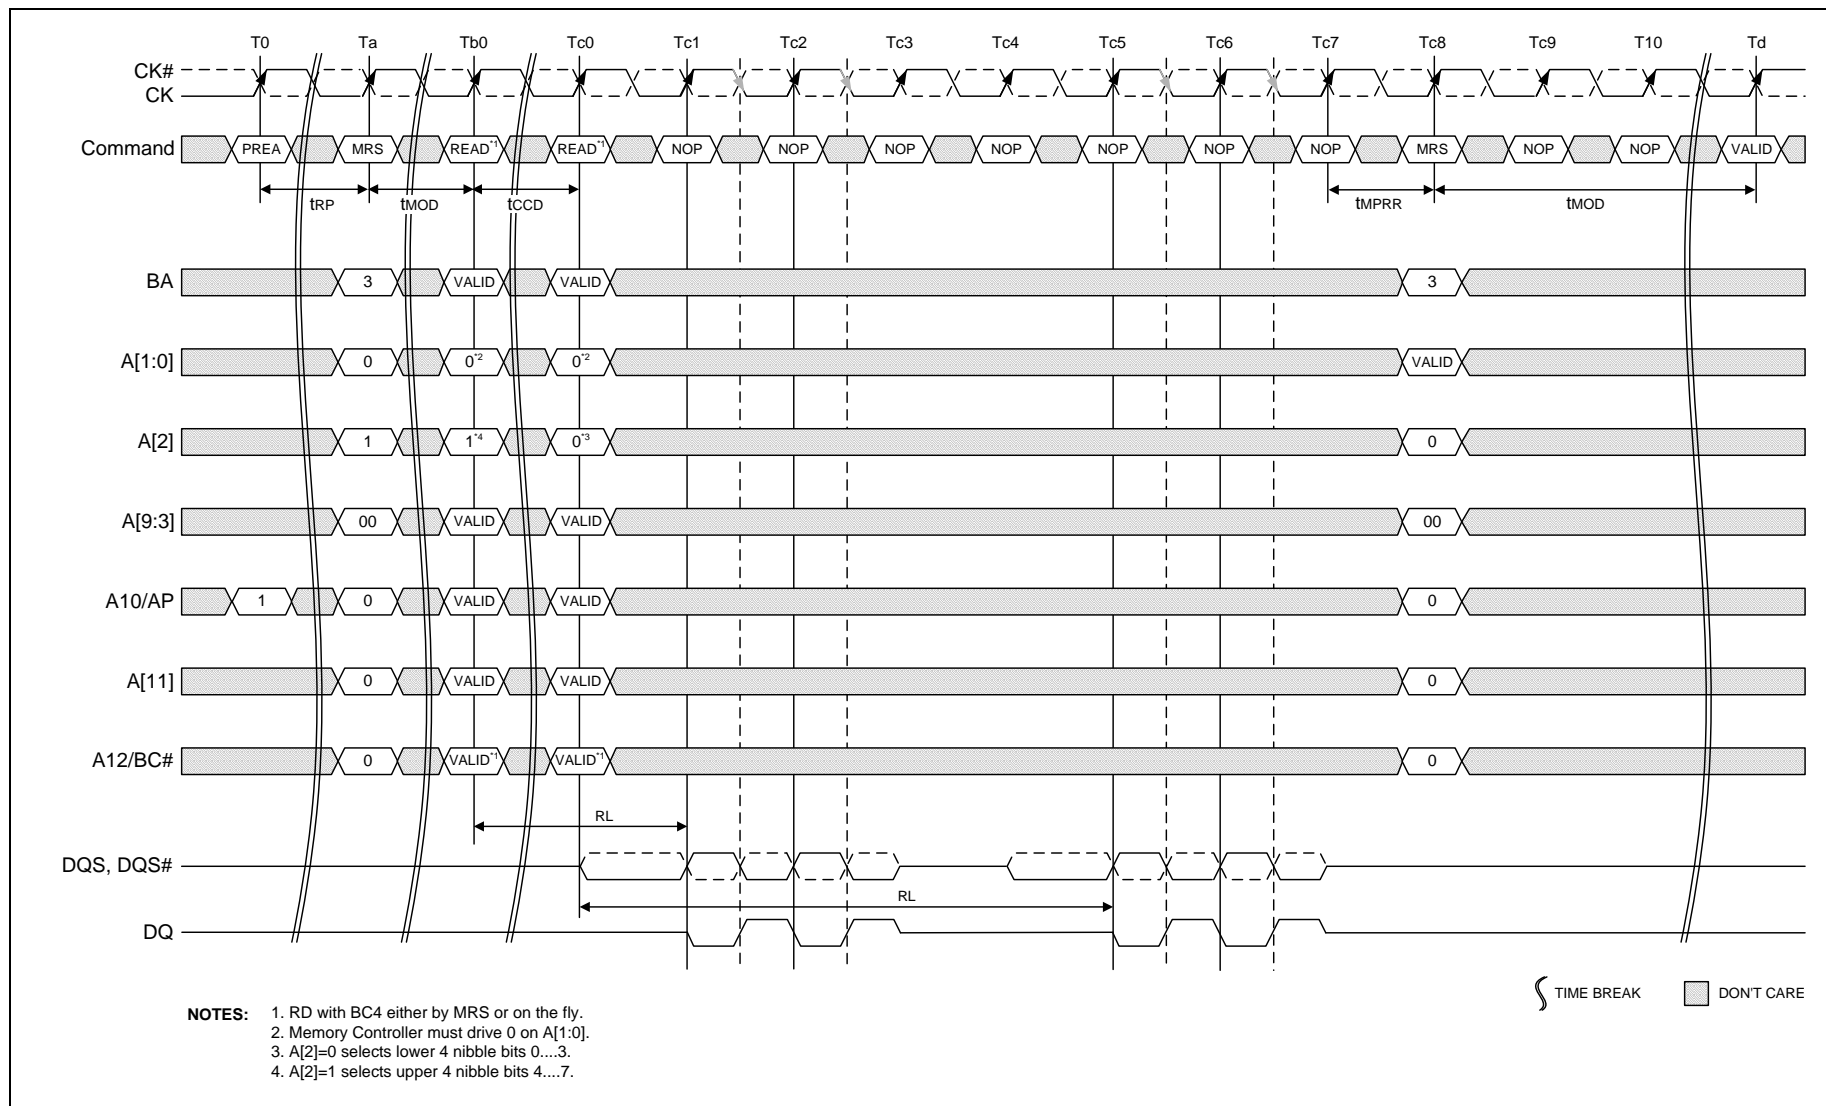 T0 Ta Tb0 Tc0 Tc1 Tc2 Tc3 Tc4 Tc5 Tc6 Tc7 Tc8 Tc9 T10 Td
CK#
CK
Command PREA MRS READ*1 READ*1 NOP NOP NOP NOP NOP NOP NOP MRS NOP NOP VALID
tRP tMOD tCCD tMPRR tMOD
BA 3 VALID VALID 3
A[1:0] 0 0*2 0*2 VALID
A[2] 1 1*4 0*3 0
A[9:3] 00 VALID VALID 00
A10/AP 1 0 VALID VALID 0
A[11] 0 VALID VALID 0
A12/BC# 0 VALID*1 VALID*1 0
RL
DQS, DQS#
RL
DQ
TIME BREAK DON'T CARE
NOTES: 1. RD with BC4 either by MRS or on the fly.
2. Memory Controller must drive 0 on A[1:0].
3. A[2]=0 selects lower 4 nibble bits 0....3.
4. A[2]=1 selects upper 4 nibble bits 4....7.